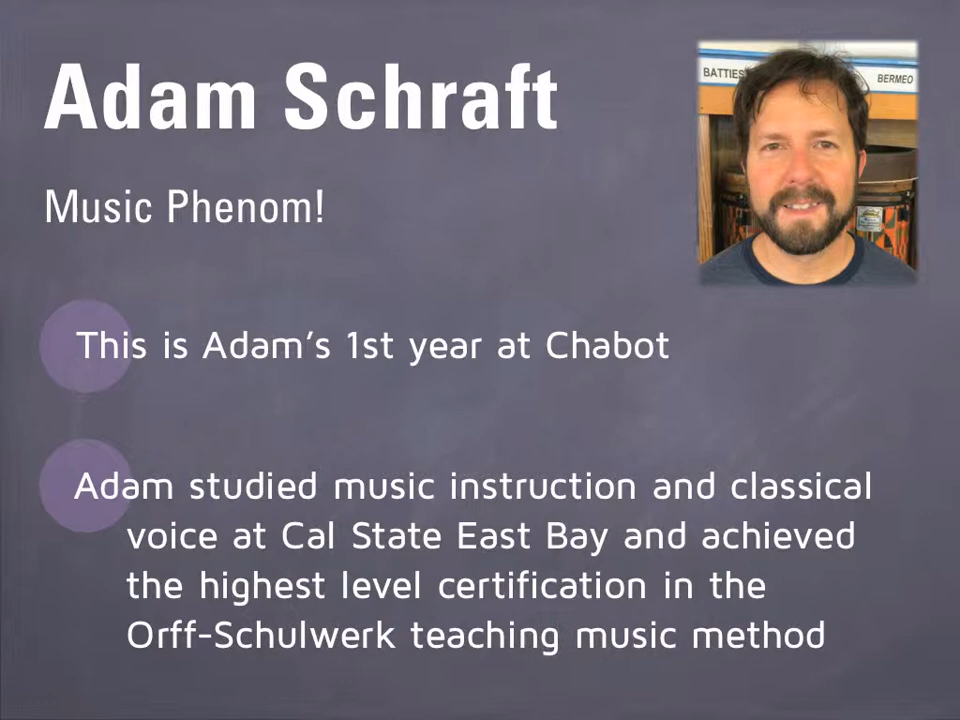 Adam Schraft
BATTIES
BERMEO
Music Phenom!
This is Adam’s 1st year at Chabot
Adam studied music instruction and classical
voice at Cal State East Bay and achieved
the highest level certification in the
Orff-Schulwerk teaching music method